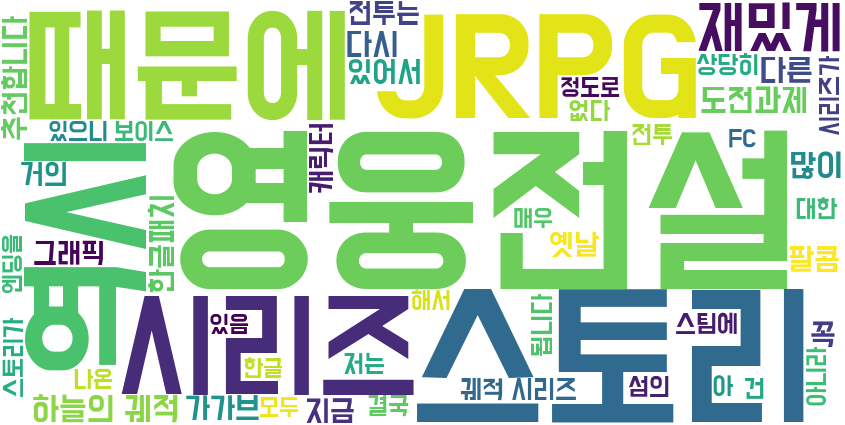 때문에
JRPG
재밌게
추천합니다
전투는
다시
있어서
정도로
없다
상당히
다른
도전과제
시리즈가
있으니
보이스
거의
역시
영웅전설
캐릭터
전투
FC
많이
대한
매우
옛날
팔콤
한글패치
그래픽
엔딩을
스토리가
시리즈
스토리
해서
있음
한글
저는
됩니다
스팀에
꼭
나온
궤적 시리즈
섬의
아 건
아니라
하늘의 궤적
가가브
모두
지금
결국